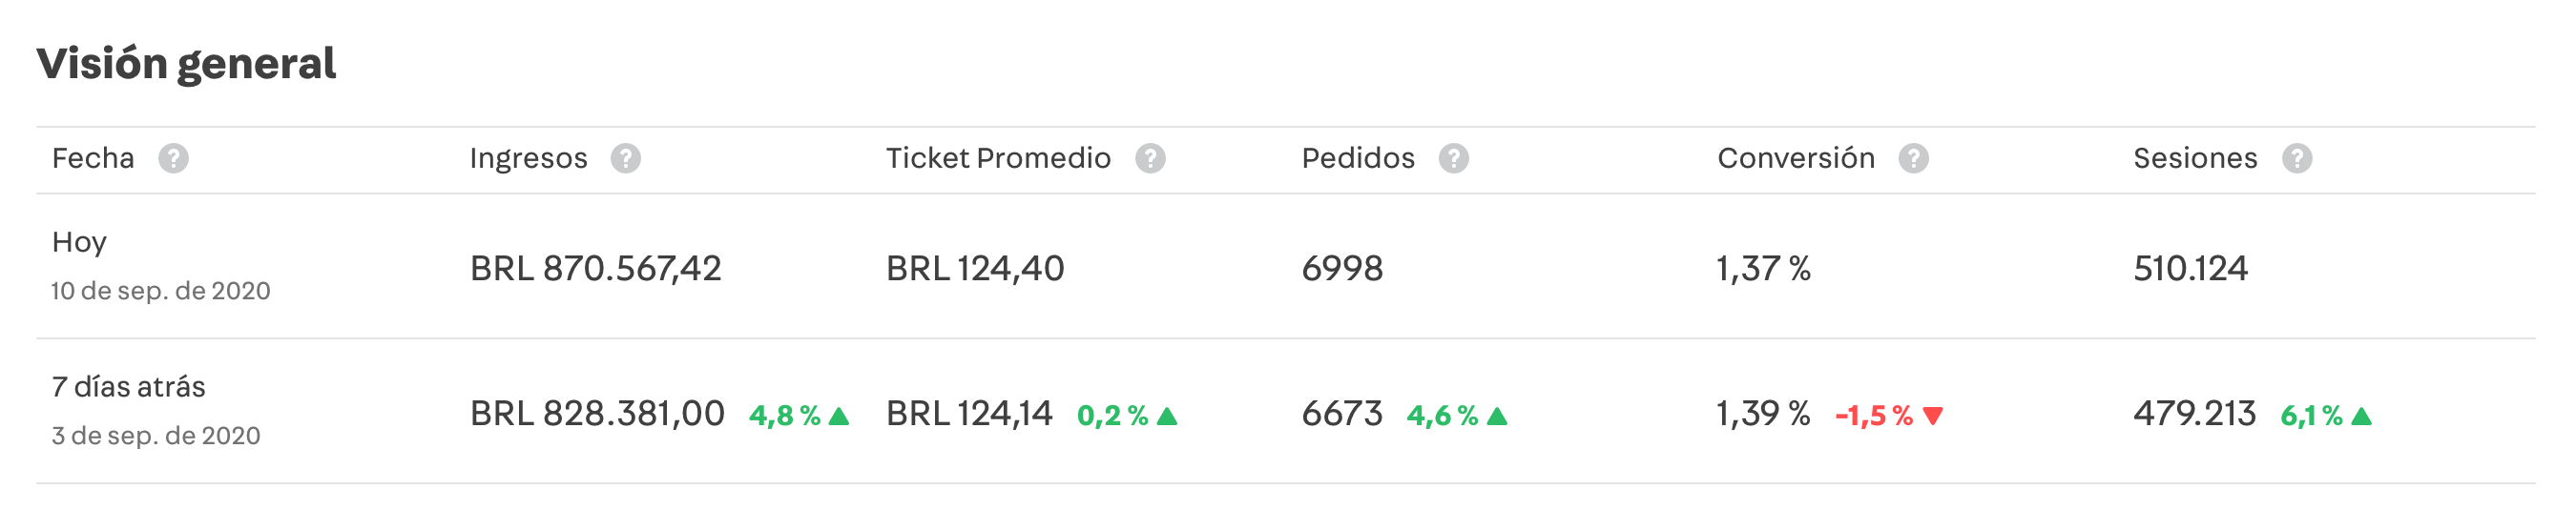 Visión general
Fecha ? Ingresos ? Ticket Promedio ? Pedidos ? Conversión ? Sesiones ?
Hoy
10 de sep. de 2020
BRL 870.567,42 BRL 124,40 6998 1,37 % 510.124
7 días atrás
3 de sep. de 2020
BRL 828.381,00 4,8 % ▲ BRL 124,14 0,2 % ▲ 6673 4,6 % ▲ 1,39 % -1,5 % ▼ 479.213 6,1 % ▲